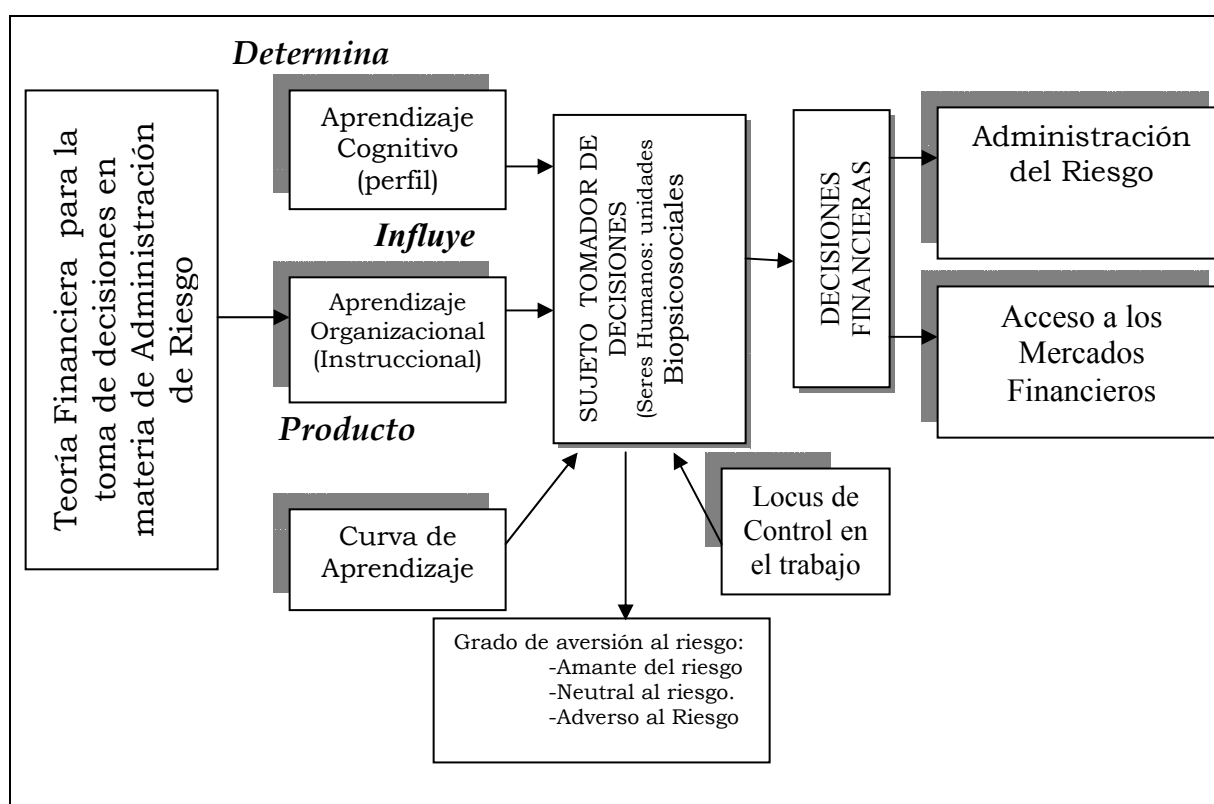 Determina
Teoría Financiera para la
toma de decisiones en
materia de Administración
de Riesgo
Aprendizaje
Cognitivo
(perfil)
Influye
Aprendizaje
Organizacional
(Instruccional)
Producto
Curva de
Aprendizaje
SUJETO TOMADOR DE
DECISIONES
(Seres Humanos: unidades
Biopsicosociales
DECISIONES
FINANCIERAS
Administración
del Riesgo
Acceso a los
Mercados
Financieros
Locus de
Control en
el trabajo
Grado de aversión al riesgo:
-Amante del riesgo
-Neutral al riesgo.
-Adverso al Riesgo